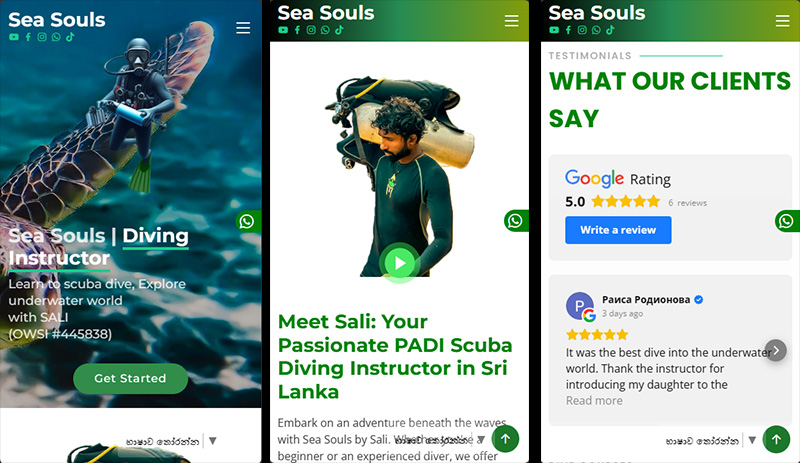 Sea Souls
Sea Souls | Diving
Instructor
Learn to scuba dive, Explore
underwater world
with SALI
(OWSI #445838)
Get Started
භාෂාව තෝරන්න ▼
Sea Souls
Meet Sali: Your
Passionate PADI Scuba
Diving Instructor in Sri
Lanka
Embark on an adventure beneath the waves
with Sea Souls by Sali. Whether you're a
භාෂාව තෝරන්න ▼
beginner or an experienced diver, we offer
Sea Souls
TESTIMONIALS
WHAT OUR CLIENTS
SAY
Google Rating
5.0 6 reviews
Write a review
P
G
Раиса Родионова
3 days ago
It was the best dive into the underwater
world. Thank the instructor for
introducing my daughter to the
Read more
භාෂාව තෝරන්න ▼